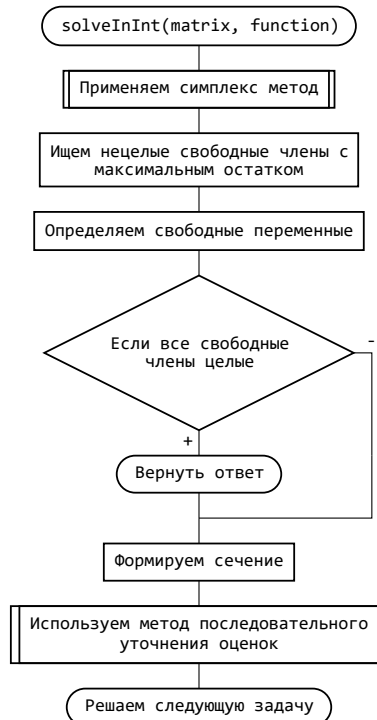 solveInInt(matrix, function)
Применяем симплекс метод
Ищем нецелые свободные члены с
максимальным остатком
Определяем свободные переменные
Если все свободные
члены целые
-
+
Вернуть ответ
Формируем сечение
Используем метод последовательного
уточнения оценок
Решаем следующую задачу